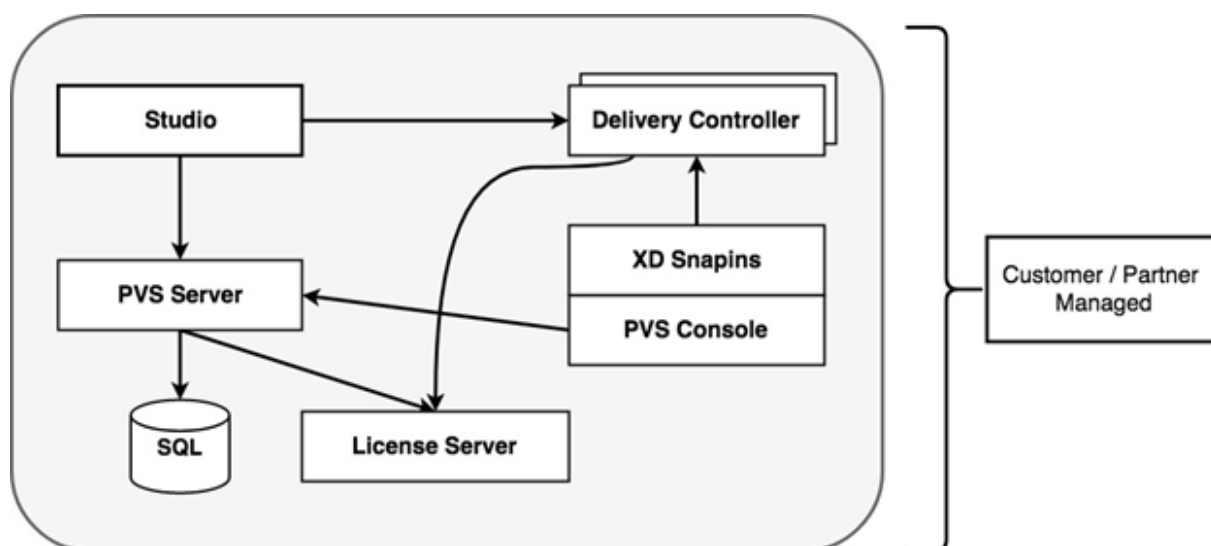 Studio
Delivery Controller
XD Snapins
PVS Server
PVS Console
Customer / Partner
Managed
SQL
License Server